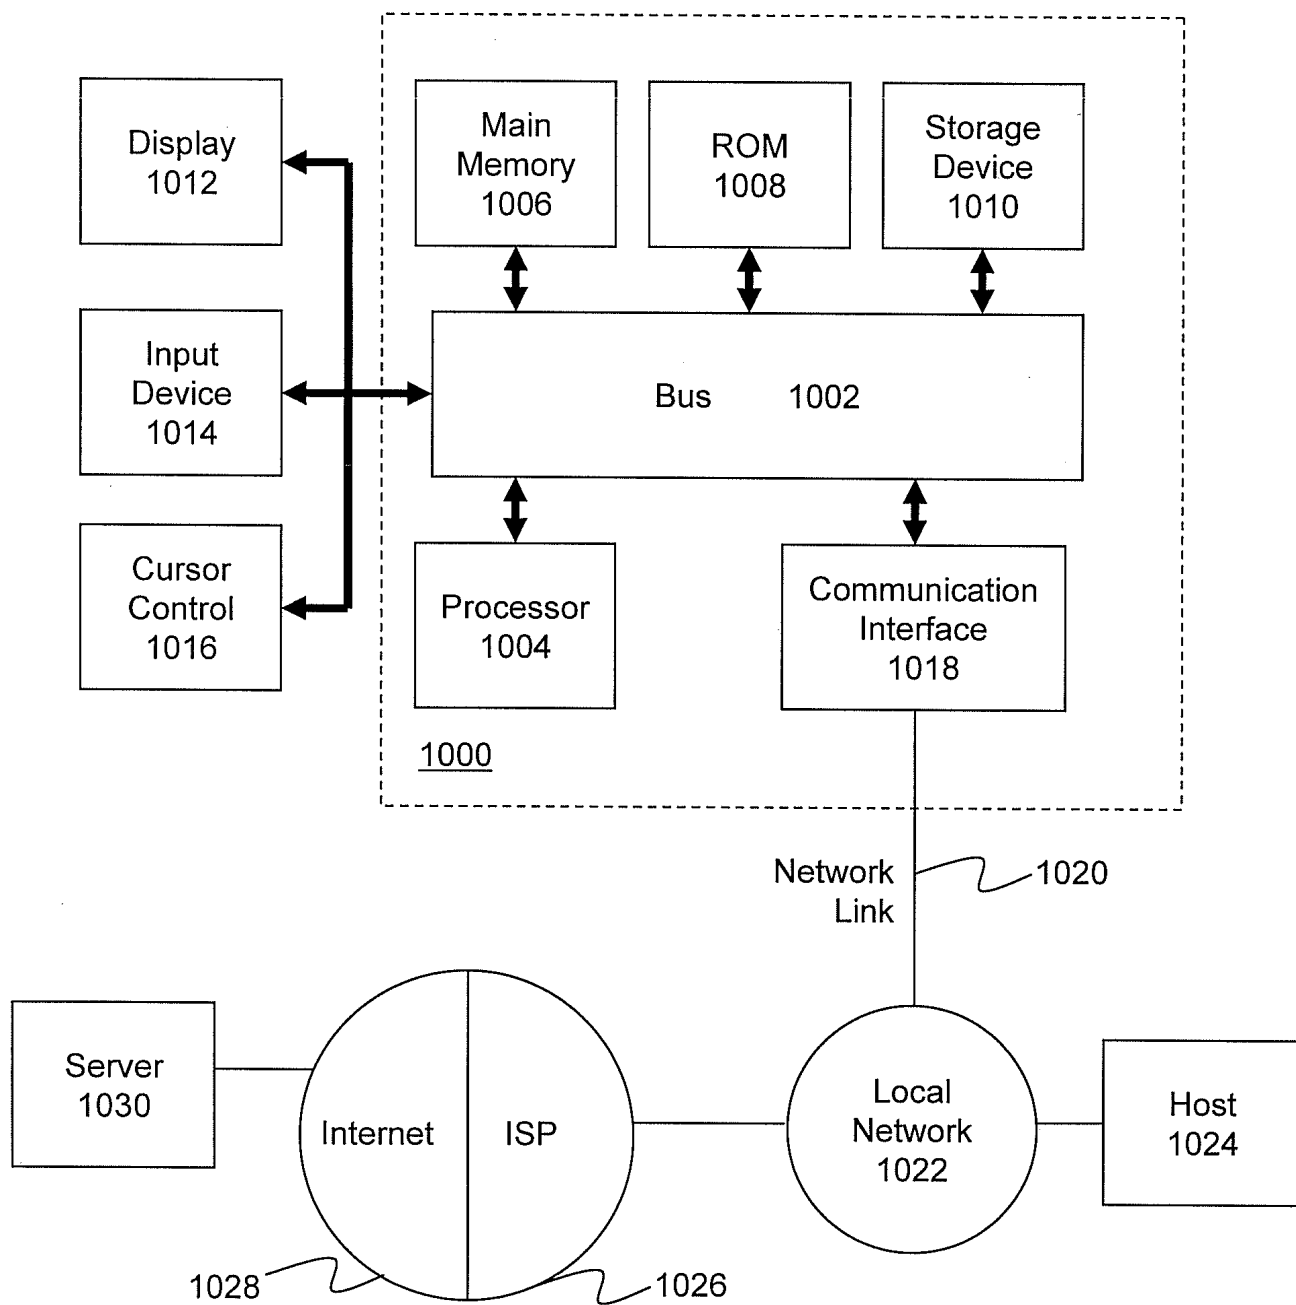 Display
1012
Main
Memory
1006
ROM
1008
Storage
Device
1010
Input
Device
1014
Bus 1002
Cursor
Control
1016
Processor
1004
Communication
Interface
1018
1000
Network
Link
1020
Server
1030
Internet
ISP
Local
Network
1022
Host
1024
1028
1026